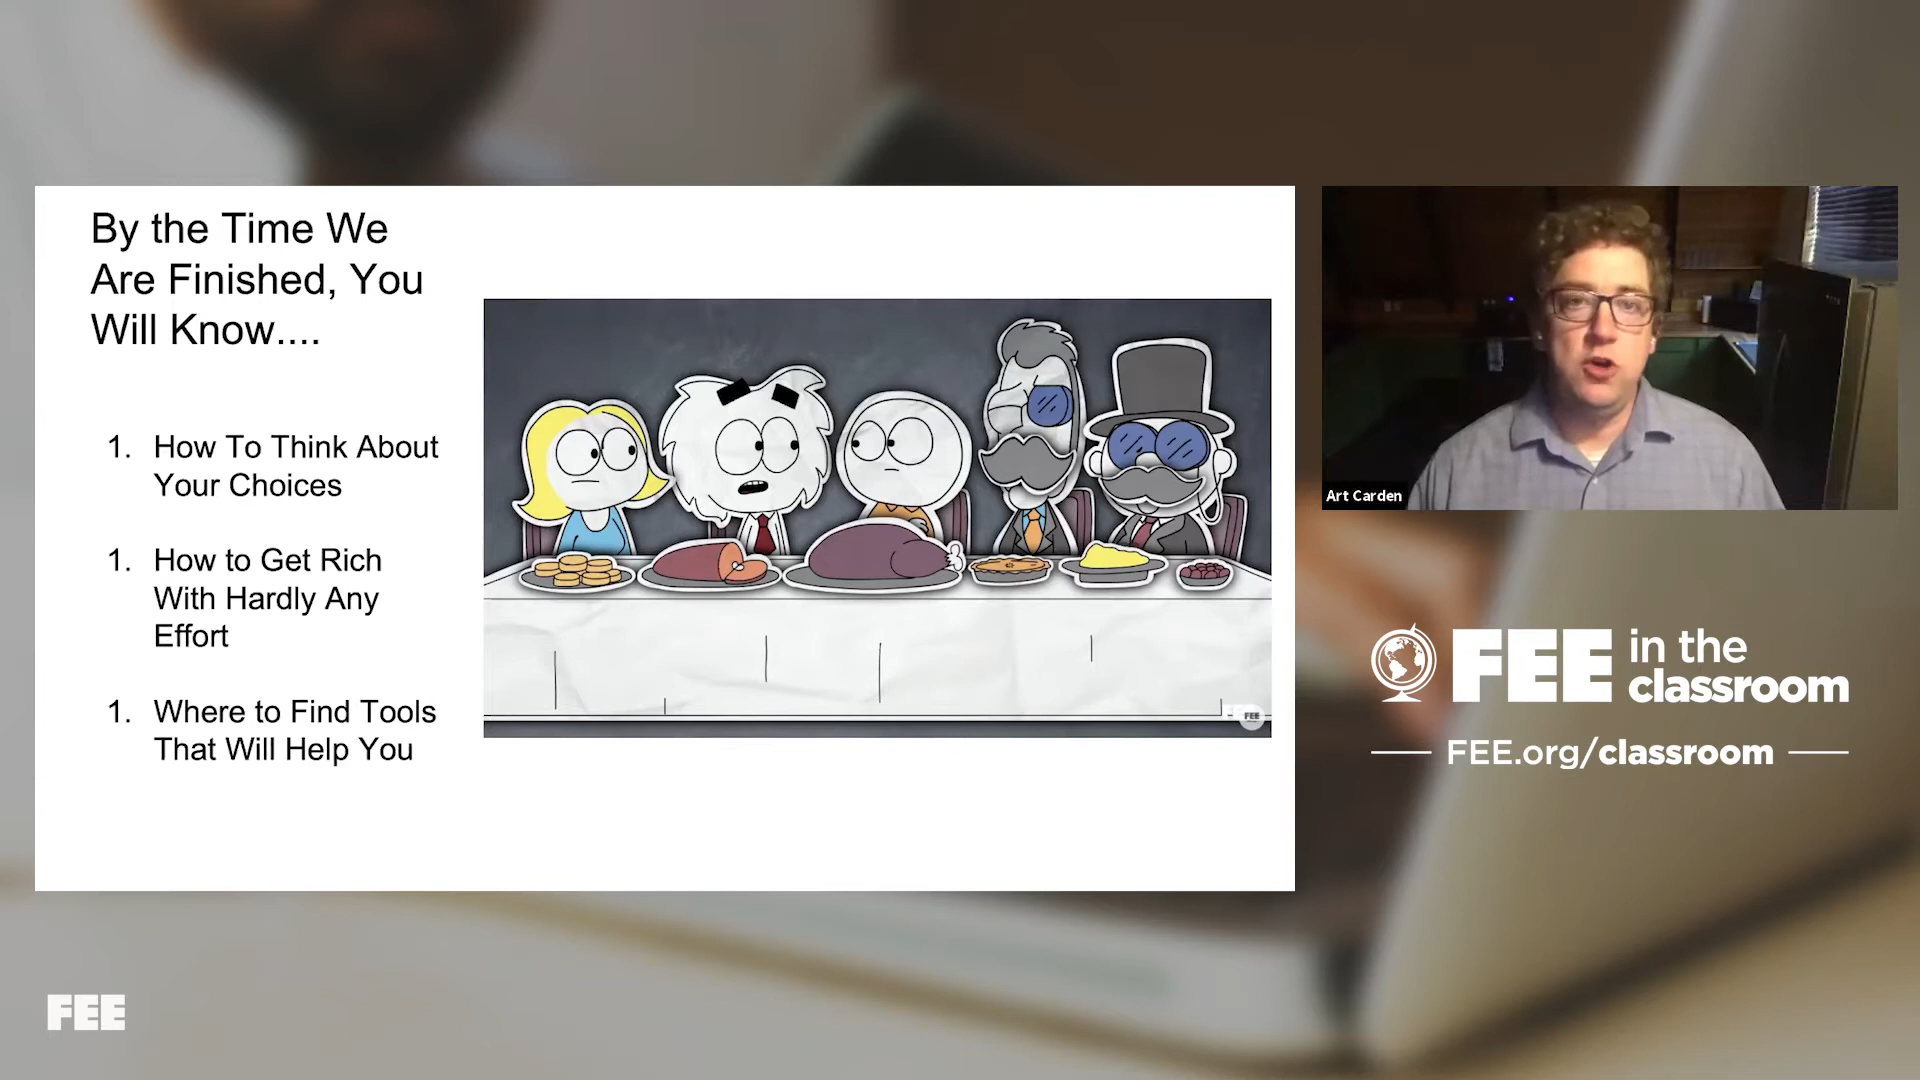 By the Time We
Are Finished, You
Will Know....
1. How To Think About
Your Choices
1. How to Get Rich
With Hardly Any
Effort
1. Where to Find Tools
That Will Help You
FEE
Art Carden
FEE in the
classroom
FEE.org/classroom
FEE